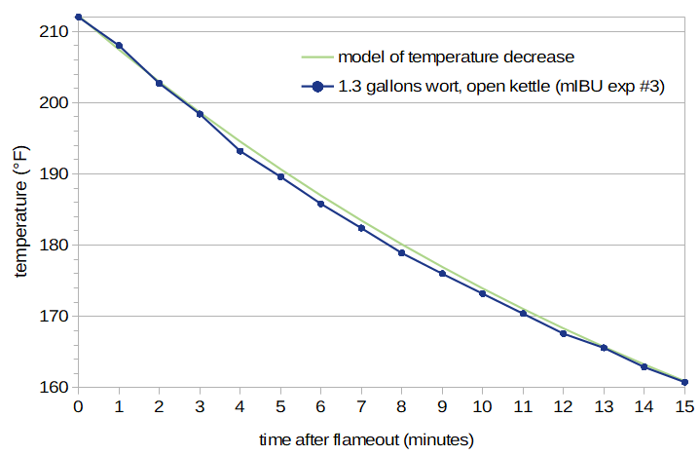 210
200
190
180
170
160
temperature (°F)
model of temperature decrease
1.3 gallons wort, open kettle (mIBU exp #3)
0 1 2 3 4 5 6 7 8 9 10 11 12 13 14 15
time after flameout (minutes)